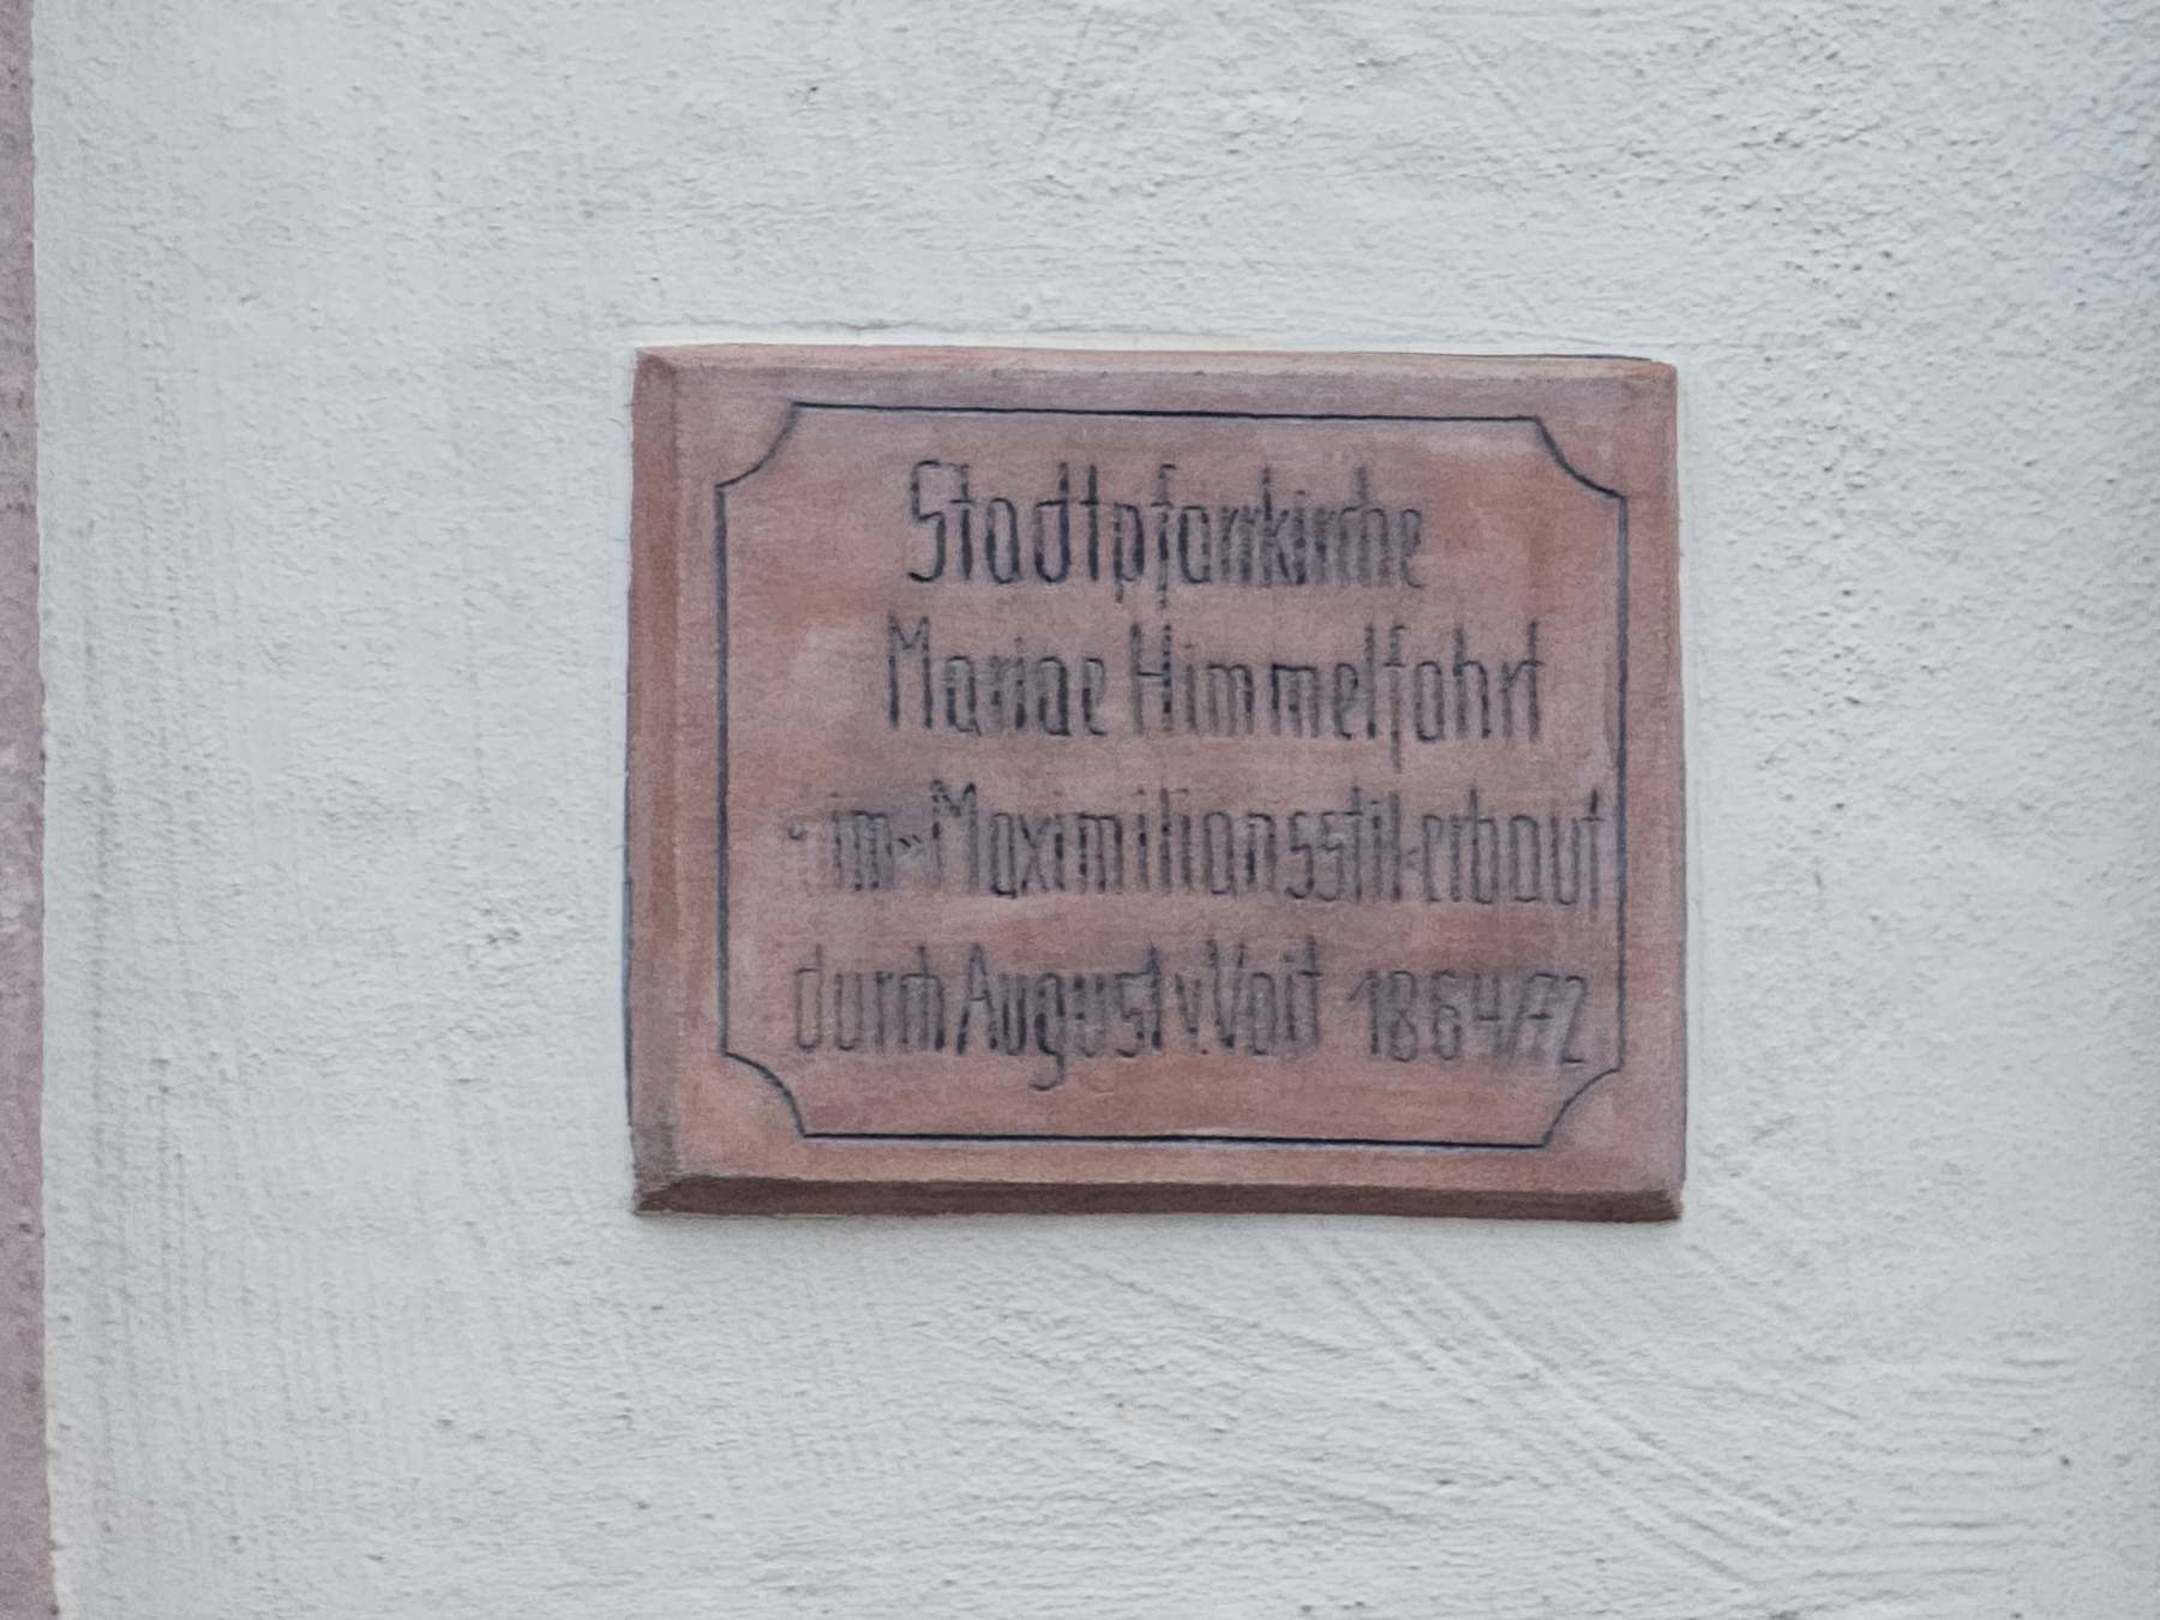 Stadtpfarrkirche
Mariae Himmelfahrt
im Maximiliansstil erbaut
durch August v. Voit 1864/72